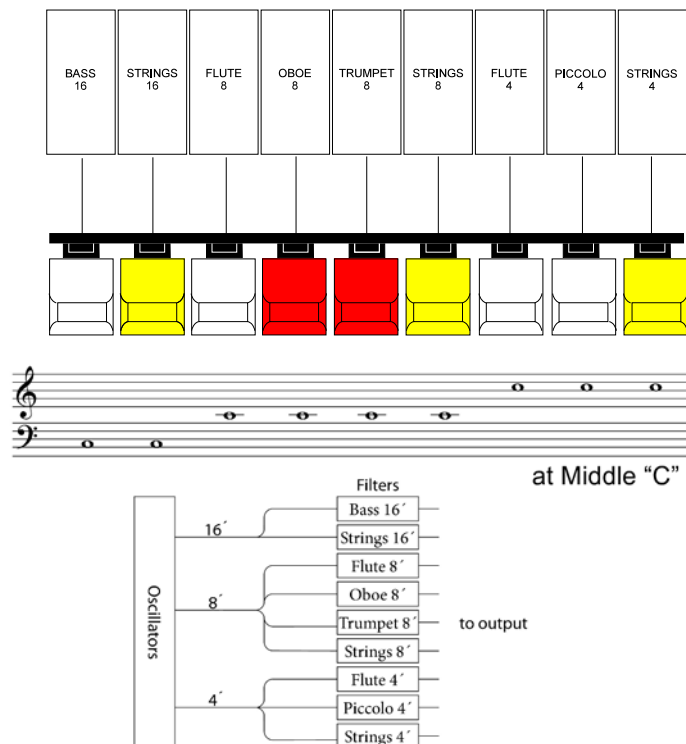 BASS
16
STRINGS
16
FLUTE
8
OBOE
8
TRUMPET
8
STRINGS
8
FLUTE
4
PICCOLO
4
STRINGS
4
at Middle “C”
Filters
Oscillators
16´
8´
4´
Bass 16´
Strings 16´
Flute 8´
Oboe 8´
Trumpet 8´
Strings 8´
Flute 4´
Piccolo 4´
Strings 4´
to output